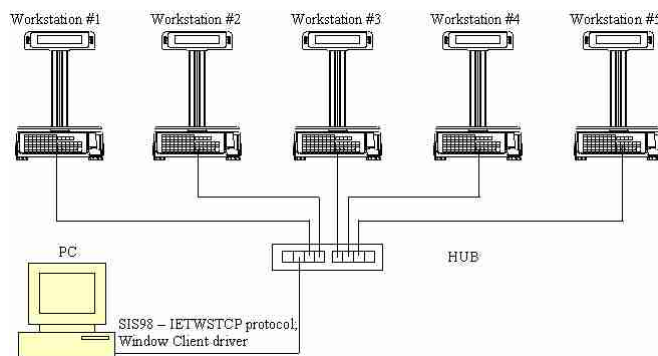 Workstation #1
Workstation #2
Workstation #3
Workstation #4
Workstation #5
PC
HUB
SIS98 – IETWSTCP protocol;
Window Client driver